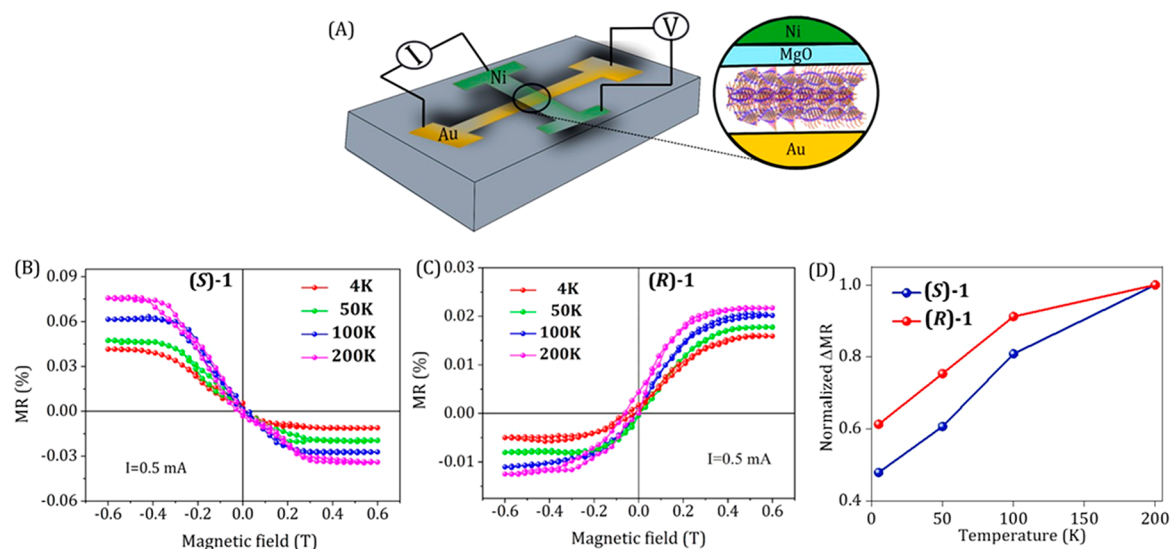 (A)
I
V
Ni
Au
Ni
MgO
Au
(B)
(S)-1
4K
50K
100K
200K
I=0.5 mA
MR (%)
0.09
0.06
0.03
0.00
-0.03
-0.06
-0.6 -0.4 -0.2 0.0 0.2 0.4 0.6
Magnetic field (T)
(C)
(R)-1
4K
50K
100K
200K
I=0.5 mA
MR (%)
0.03
0.02
0.01
0.00
-0.01
-0.6 -0.4 -0.2 0.0 0.2 0.4 0.6
Magnetic field (T)
(D)
(S)-1
(R)-1
Normalized ΔMR
1.0
0.8
0.6
0.4
0 50 100 150 200
Temperature (K)